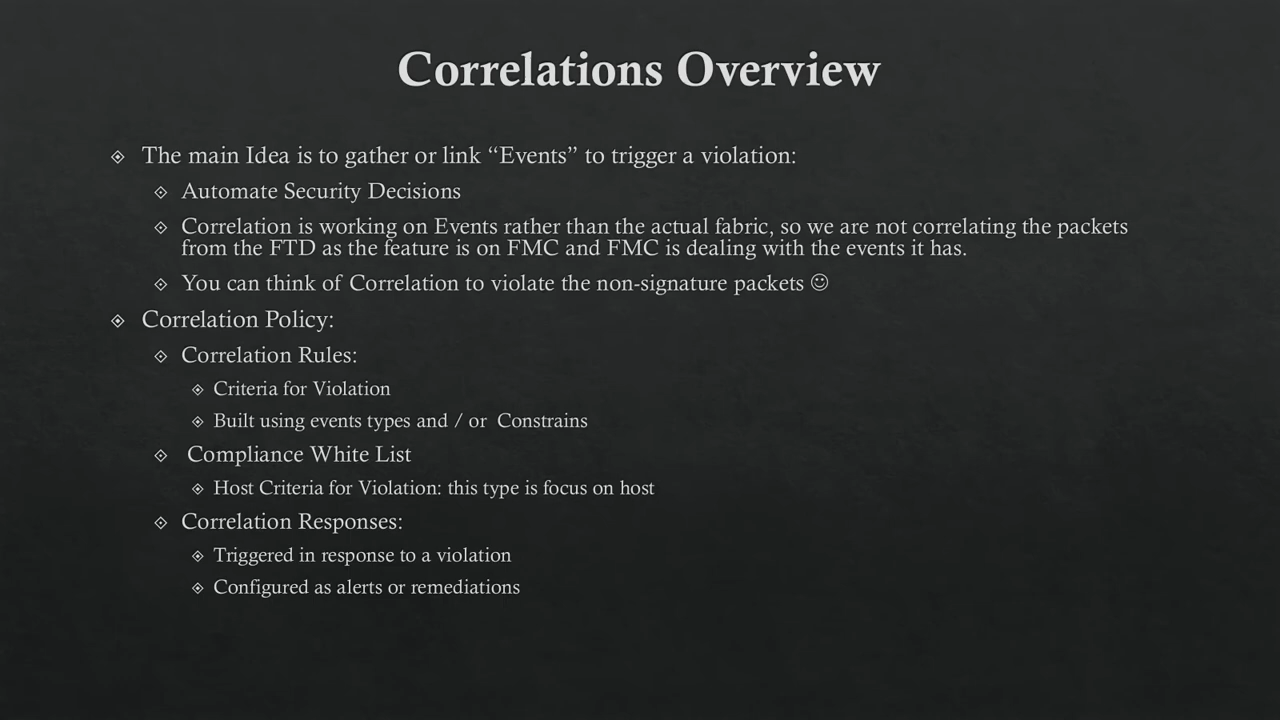 Correlations Overview
The main Idea is to gather or link “Events” to trigger a violation:
Automate Security Decisions
Correlation is working on Events rather than the actual fabric, so we are not correlating the packets
from the FTD as the feature is on FMC and FMC is dealing with the events it has.
You can think of Correlation to violate the non-signature packets ☺
Correlation Policy:
Correlation Rules:
Criteria for Violation
Built using events types and / or  Constrains
Compliance White List
Host Criteria for Violation: this type is focus on host
Correlation Responses:
Triggered in response to a violation
Configured as alerts or remediations